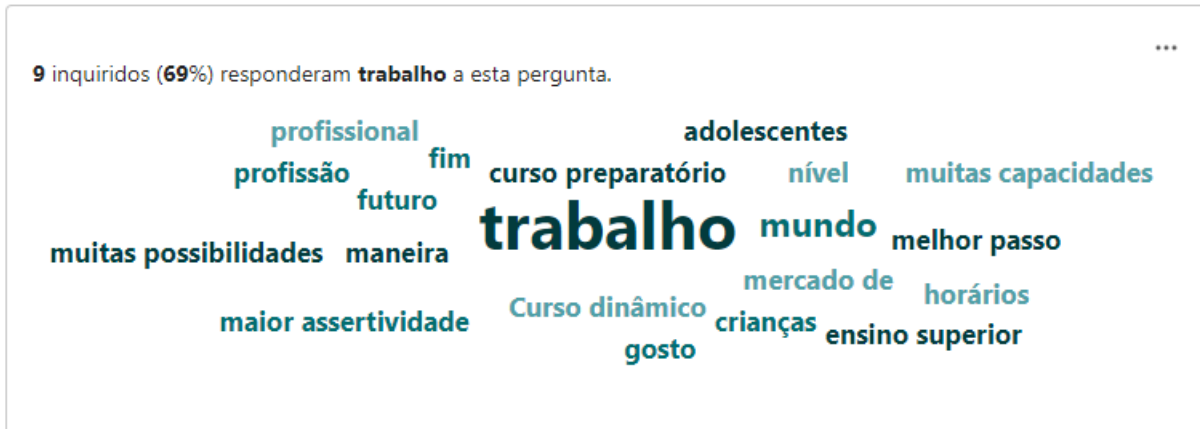 ...
9 inquiridos (69%) responderam trabalho a esta pergunta.
profissional
adolescentes
fim
profissão
curso preparatório
nível
muitas capacidades
futuro
trabalho
mundo
melhor passo
muitas possibilidades
maneira
mercado de
horários
Curso dinâmico
maior assertividade
crianças
ensino superior
gosto